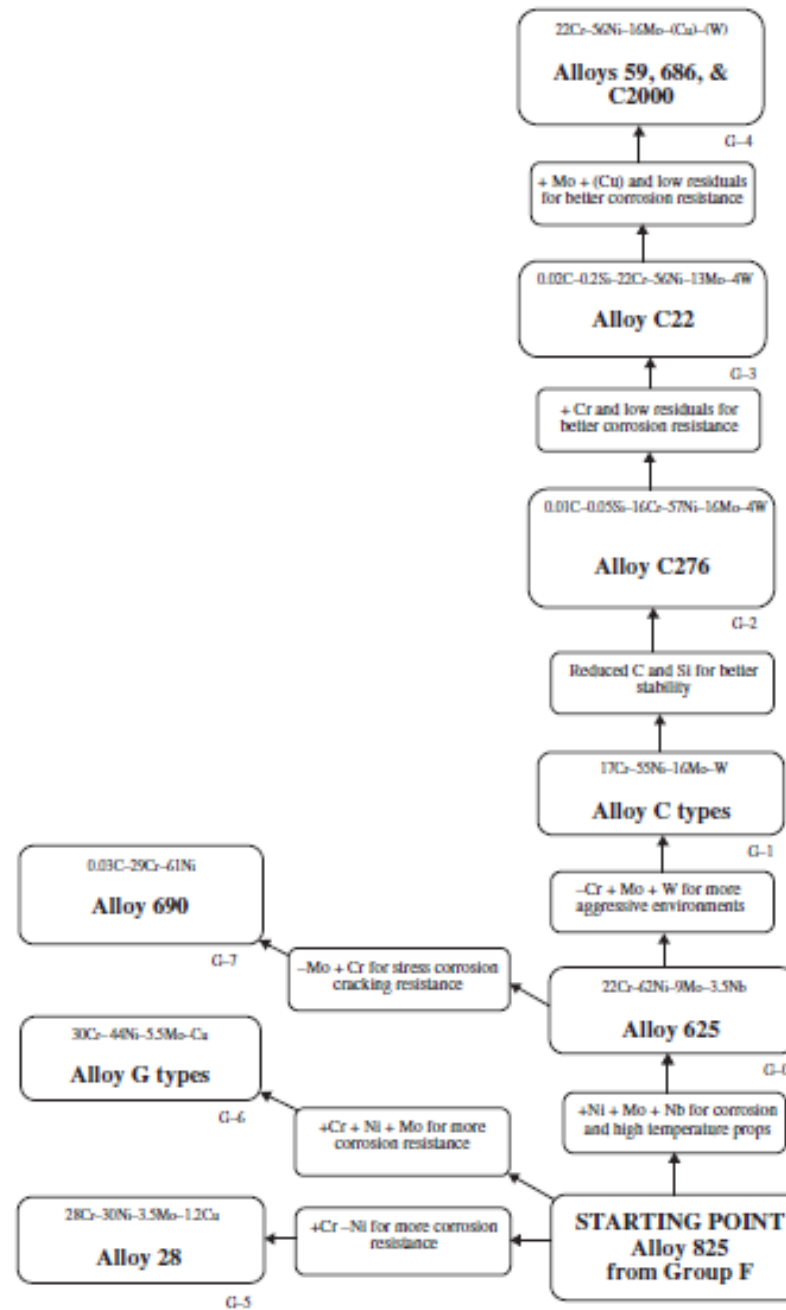 22Cr–56Ni–16Mo–(Cu)–(W)
Alloys 59, 686, &
C2000
G–4
+ Mo + (Cu) and low residuals
for better corrosion resistance
0.02C–0.2Si–22Cr–56Ni–13Mo–4W
Alloy C22
G–3
+ Cr and low residuals for
better corrosion resistance
0.01C–0.05Si–16Cr–57Ni–16Mo–4W
Alloy C276
G–2
Reduced C and Si for better
stability
17Cr–55Ni–16Mo–W
Alloy C types
G–1
–Cr + Mo + W for more
aggressive environments
0.03C–29Cr–61Ni
Alloy 690
G–7
–Mo + Cr for stress corrosion
cracking resistance
22Cr–62Ni–9Mo–3.5Nb
Alloy 625
30Cr–44Ni–5.5Mo–Cu
Alloy G types
G–6
+Cr + Ni + Mo for more
corrosion resistance
+Ni + Mo + Nb for corrosion
and high temperature props
28Cr–30Ni–3.5Mo–1.2Cu
Alloy 28
G–5
+Cr –Ni for more corrosion
resistance
STARTING POINT
Alloy 825
from Group F